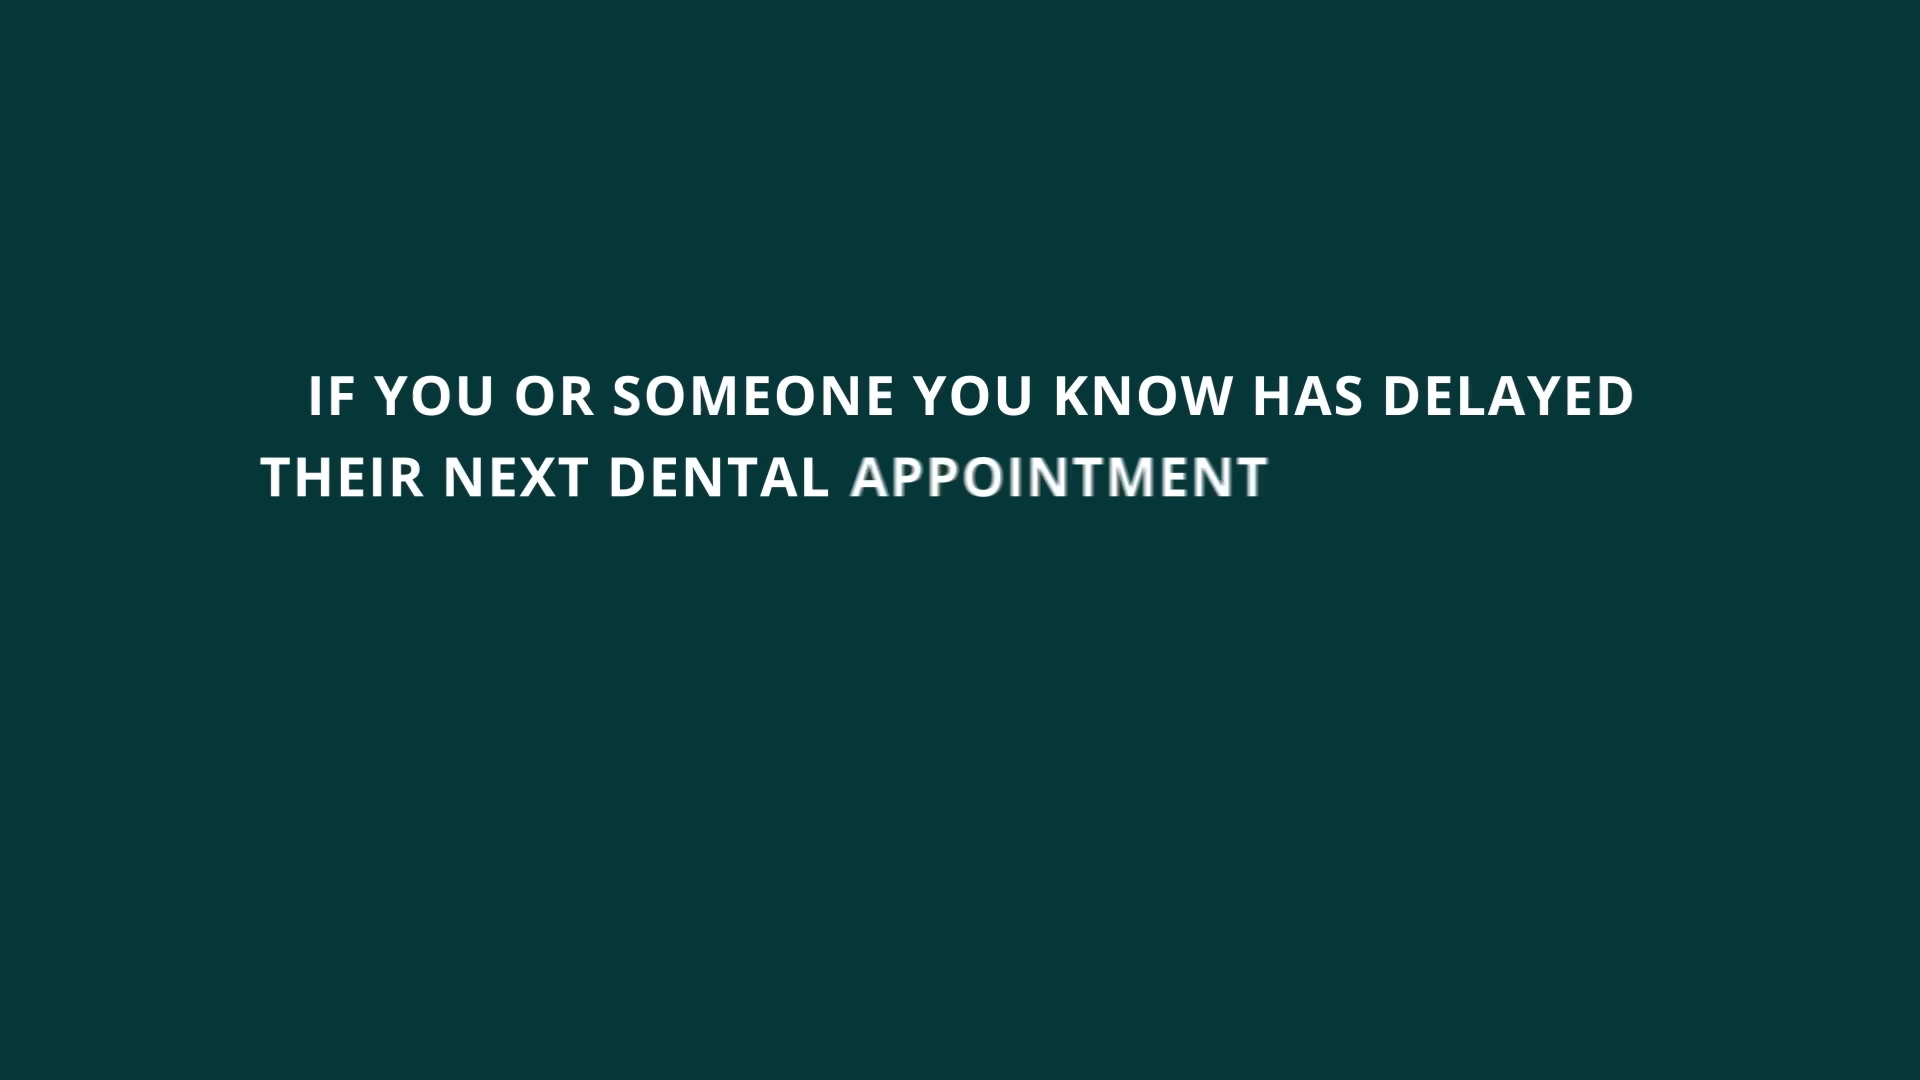 IF YOU OR SOMEONE YOU KNOW HAS DELAYED
THEIR NEXT DENTAL APPOINTMENT